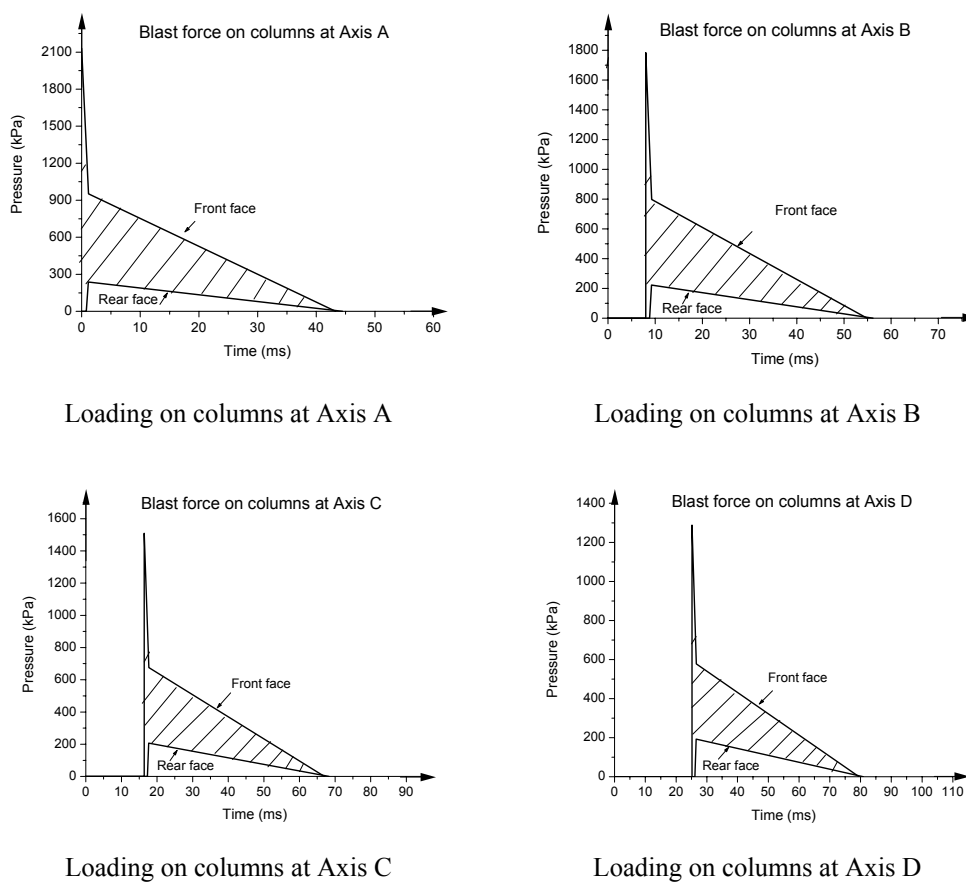 Blast force on columns at Axis A
Pressure (kPa)
2100
1800
1500
1200
900
600
300
0
Front face
Rear face
0 10 20 30 40 50 60
Time (ms)
Loading on columns at Axis A
Blast force on columns at Axis B
Pressure (kPa)
1800
1600
1400
1200
1000
800
600
400
200
0
Front face
Rear face
0 10 20 30 40 50 60 70
Time (ms)
Loading on columns at Axis B
Blast force on columns at Axis C
Pressure (kPa)
1600
1400
1200
1000
800
600
400
200
0
Front face
Rear face
0 10 20 30 40 50 60 70 80 90
Time (ms)
Loading on columns at Axis C
Blast force on columns at Axis D
Pressure (kPa)
1400
1200
1000
800
600
400
200
0
Front face
Rear face
0 10 20 30 40 50 60 70 80 90 100 110
Time (ms)
Loading on columns at Axis D